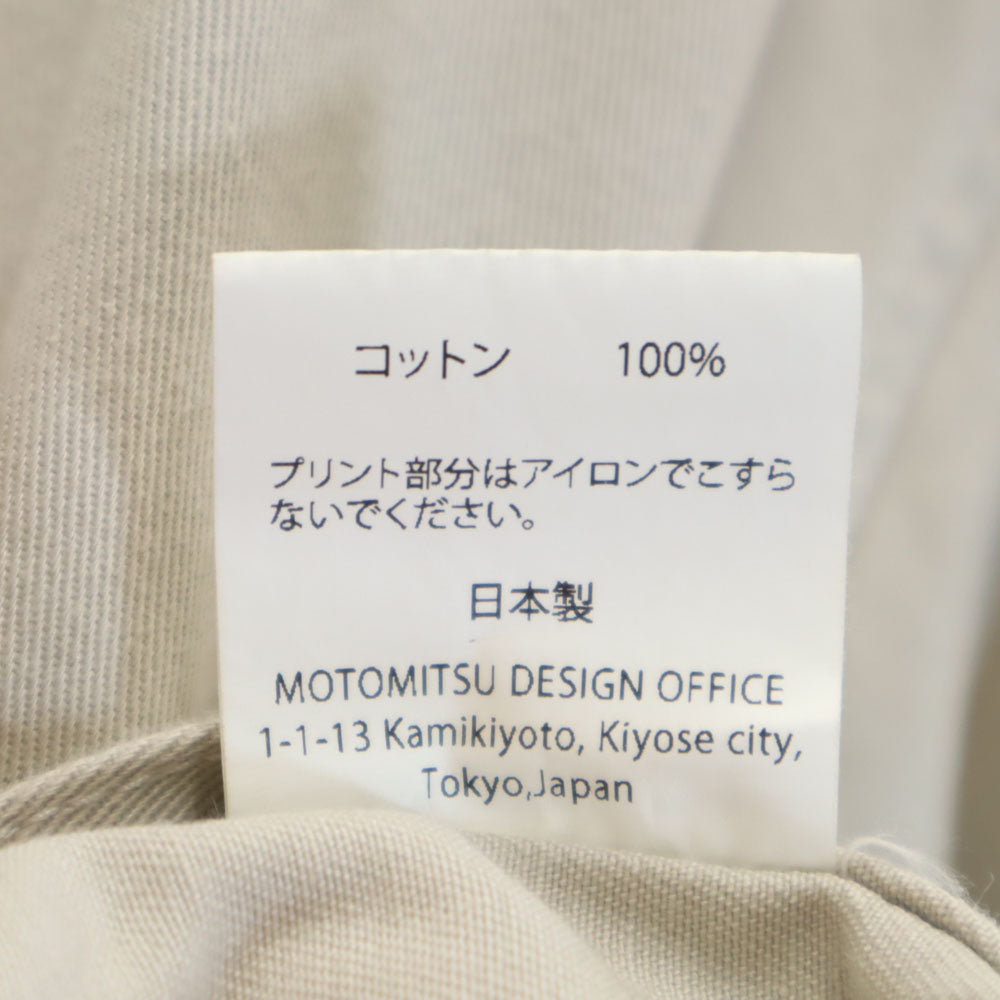 コットン 100%
プリント部分はアイロンでこすら
ないでください。
日本製
MOTOMITSU DESIGN OFFICE
1-1-13 Kamikiyoto, Kiyose city,
Tokyo,Japan